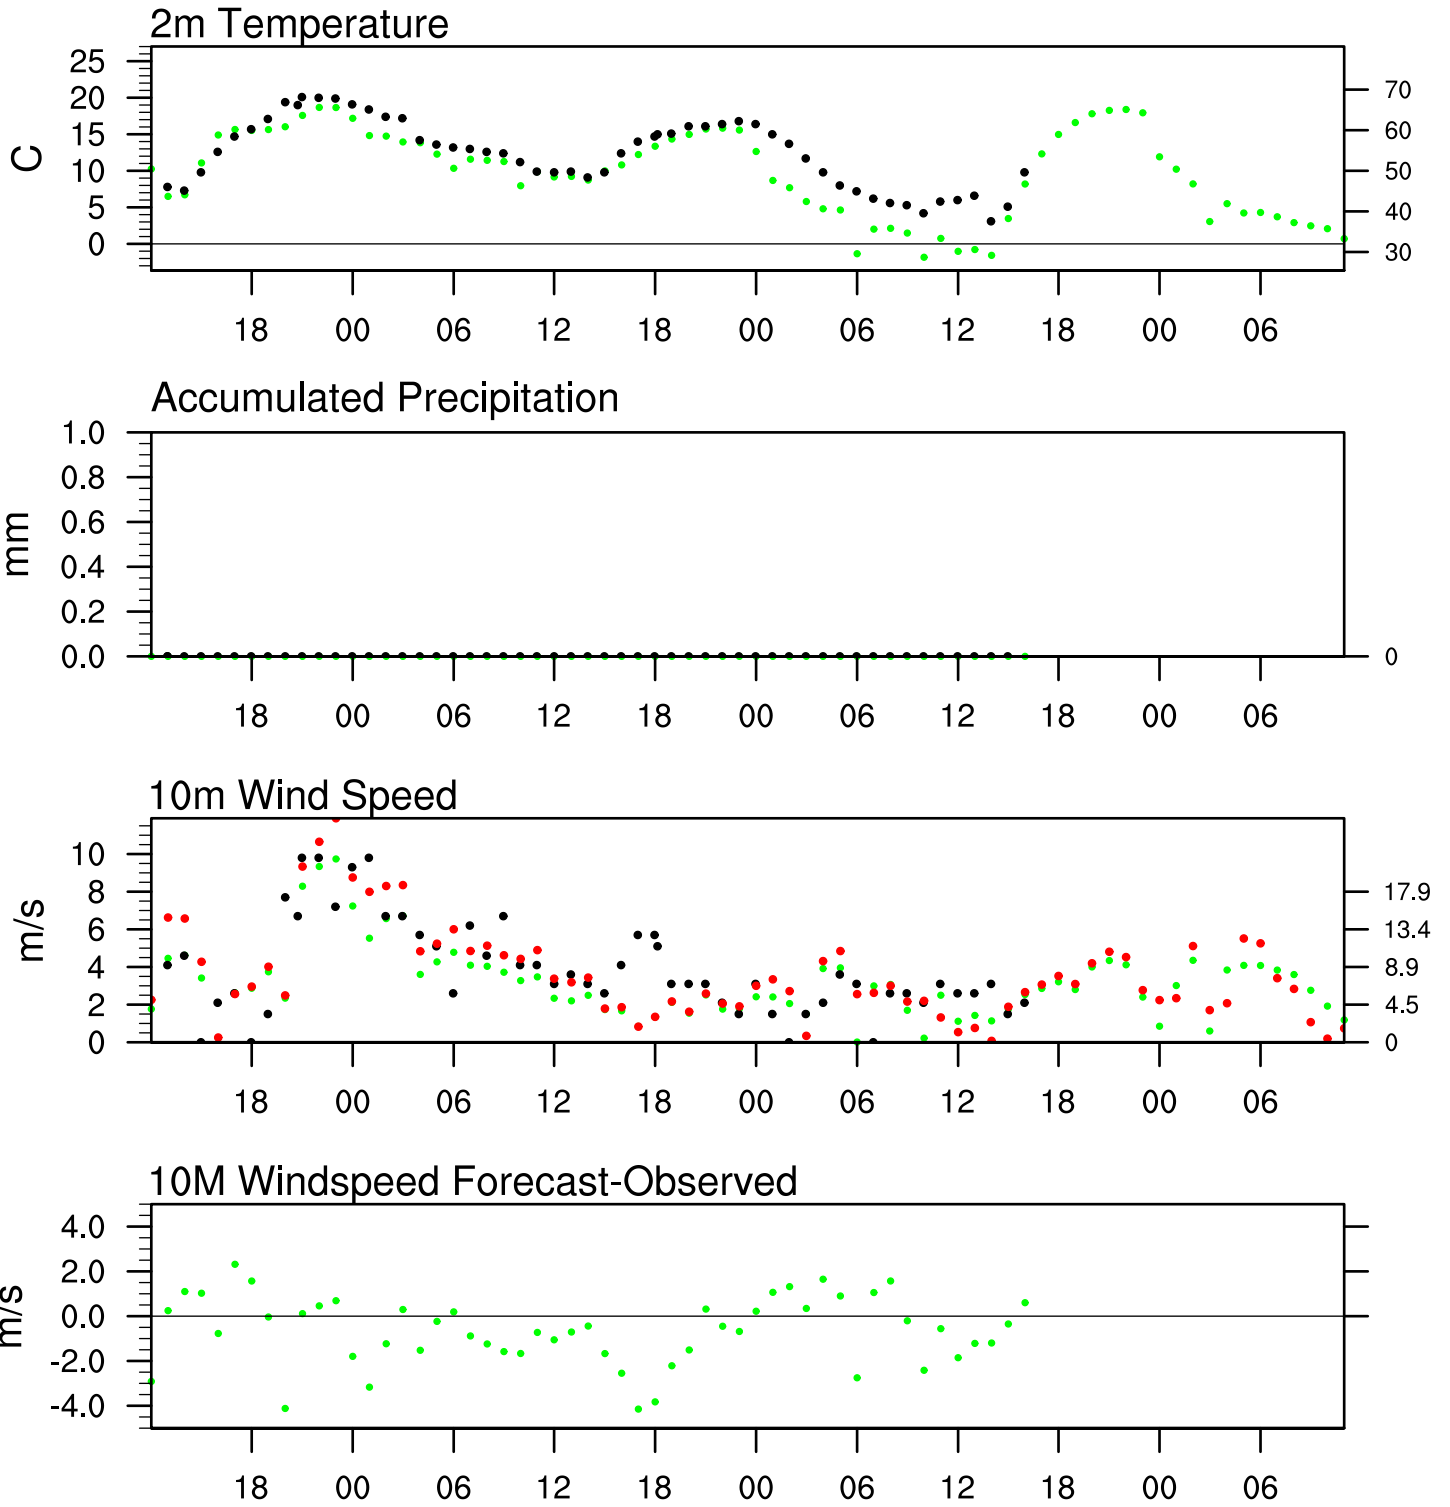 2m Temperature
25
20
15
10
5
0
C
70
60
50
40
30
18 00 06 12 18 00 06 12 18 00 06
Accumulated Precipitation
1.0
0.8
0.6
0.4
0.2
0.0
mm
0
18 00 06 12 18 00 06 12 18 00 06
10m Wind Speed
10
8
6
4
2
0
m/s
17.9
13.4
8.9
4.5
0
18 00 06 12 18 00 06 12 18 00 06
10M Windspeed Forecast-Observed
4.0
2.0
0.0
-2.0
-4.0
m/s
18 00 06 12 18 00 06 12 18 00 06